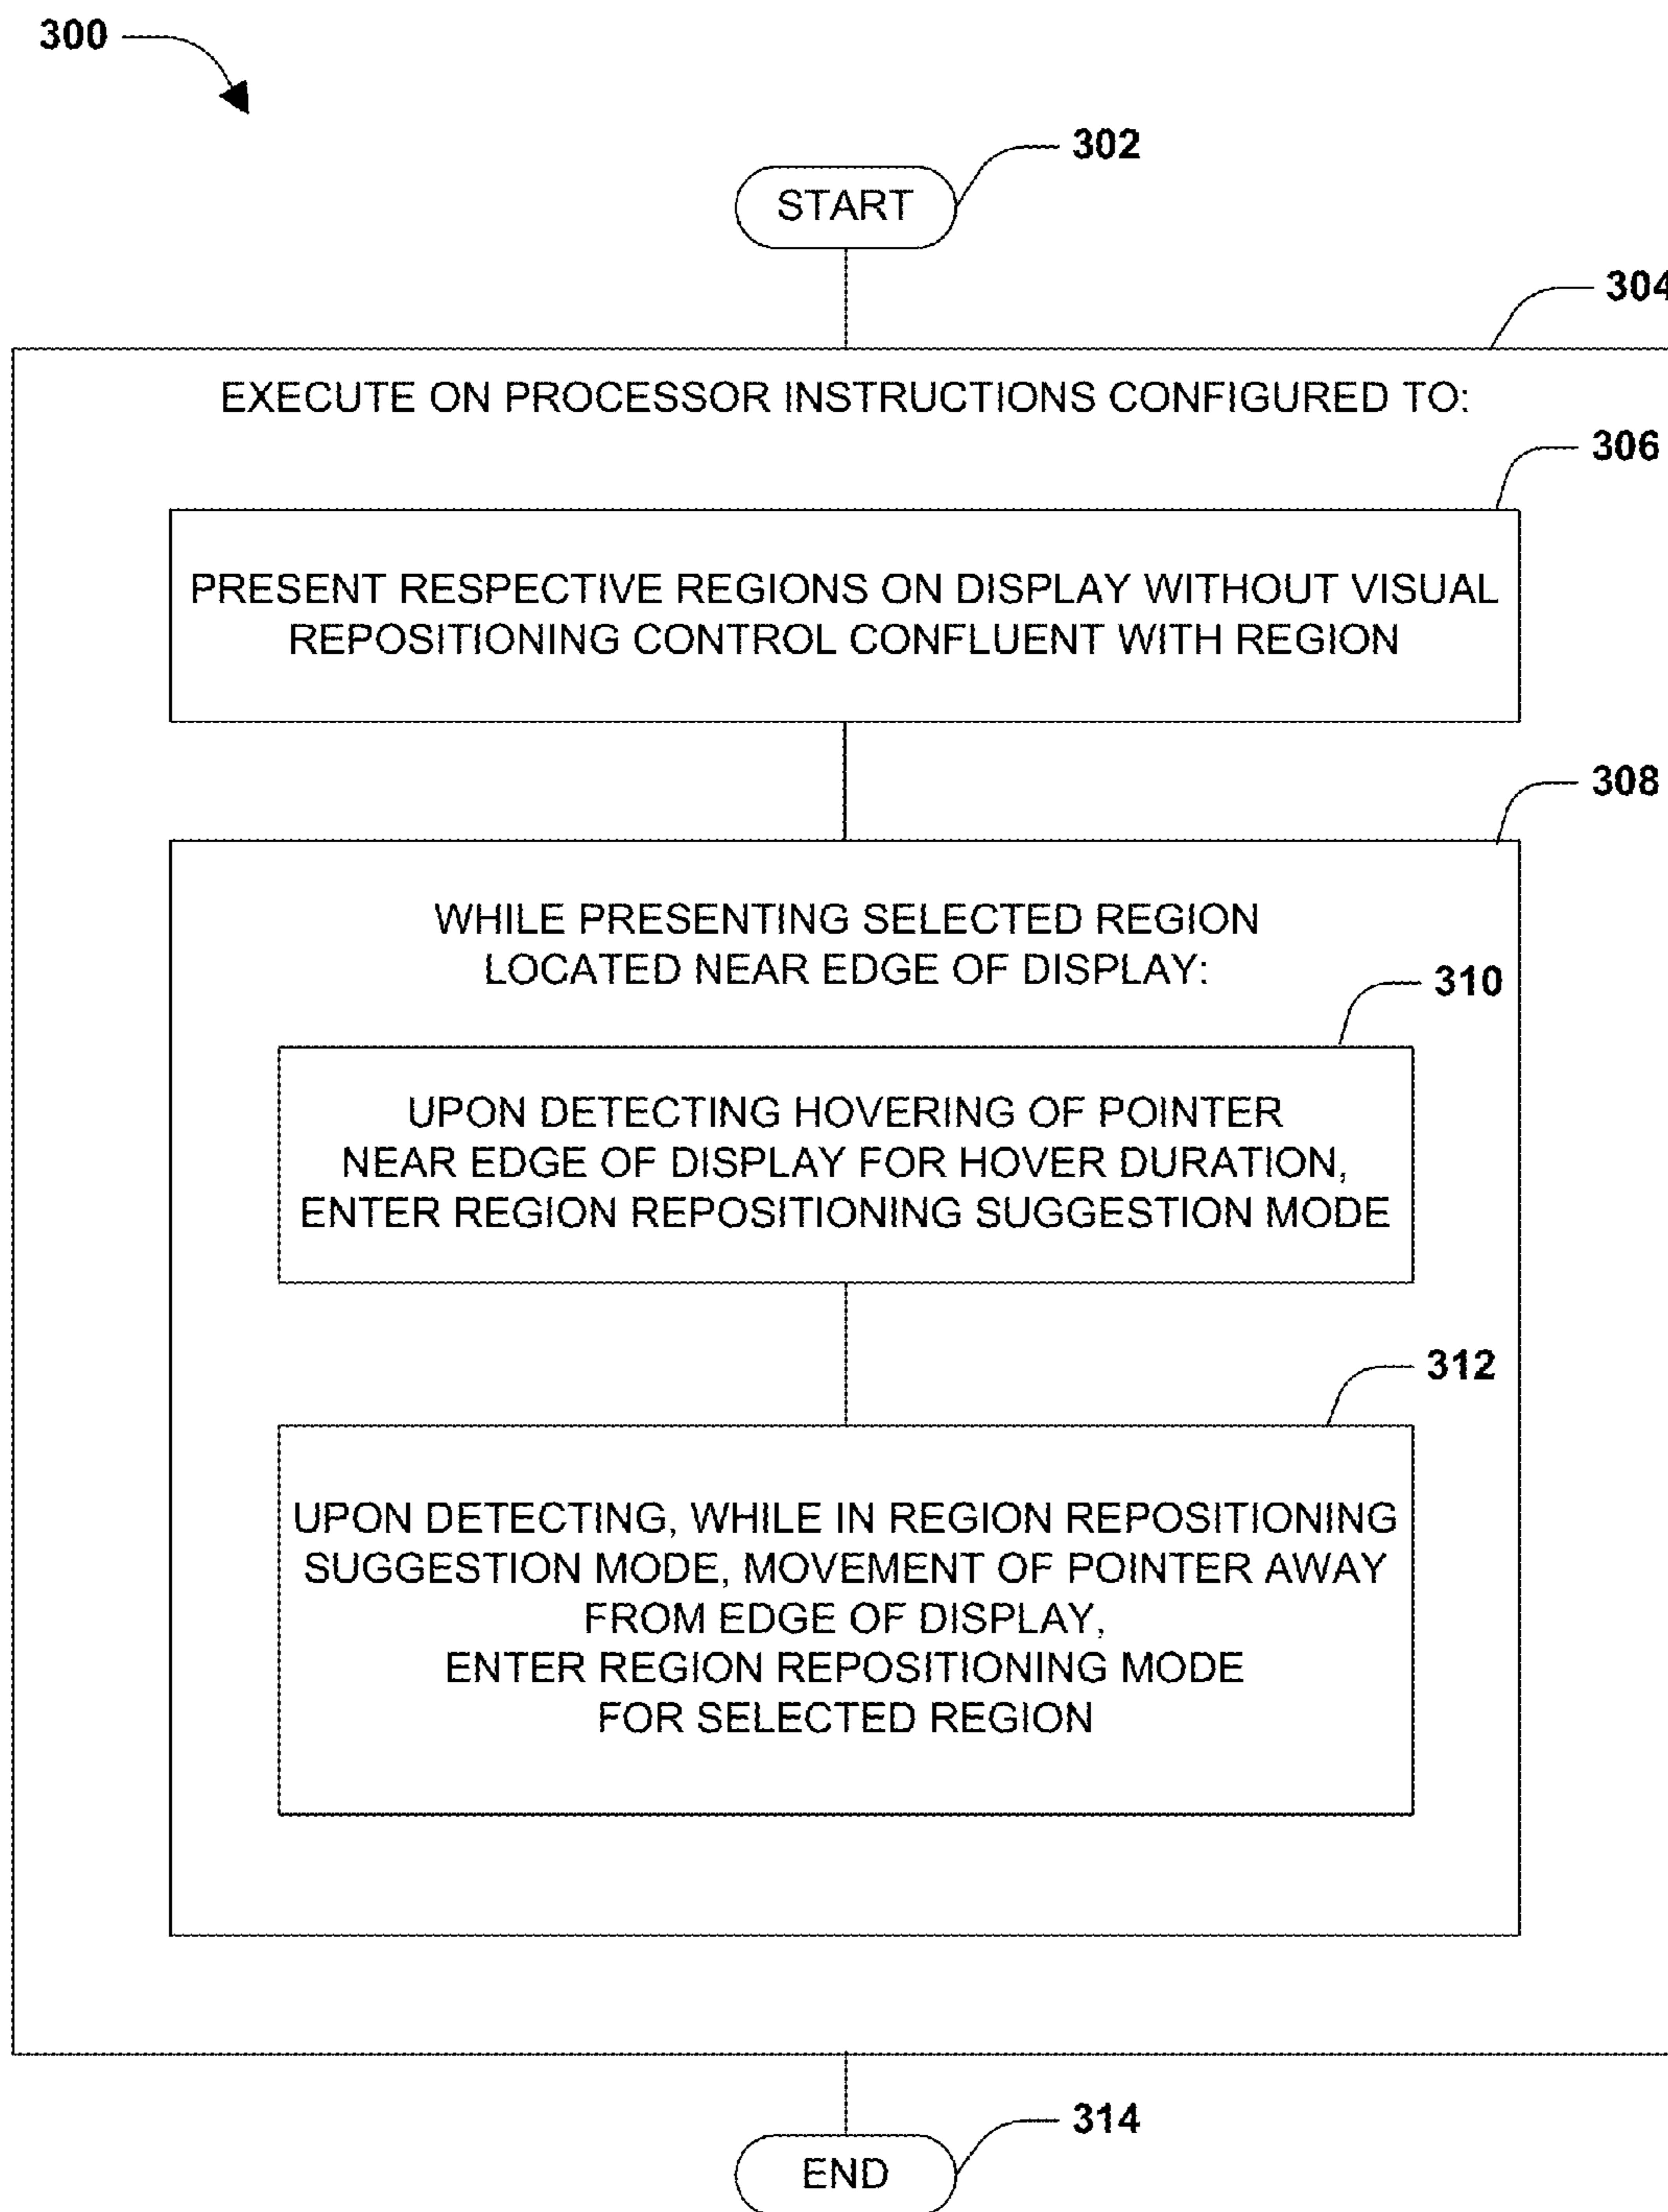 300
302
START
304
EXECUTE ON PROCESSOR INSTRUCTIONS CONFIGURED TO:
306
PRESENT RESPECTIVE REGIONS ON DISPLAY WITHOUT VISUAL
REPOSITIONING CONTROL CONFLUENT WITH REGION
308
WHILE PRESENTING SELECTED REGION
LOCATED NEAR EDGE OF DISPLAY:
310
UPON DETECTING HOVERING OF POINTER
NEAR EDGE OF DISPLAY FOR HOVER DURATION,
ENTER REGION REPOSITIONING SUGGESTION MODE
312
UPON DETECTING, WHILE IN REGION REPOSITIONING
SUGGESTION MODE, MOVEMENT OF POINTER AWAY
FROM EDGE OF DISPLAY,
ENTER REGION REPOSITIONING MODE
FOR SELECTED REGION
314
END